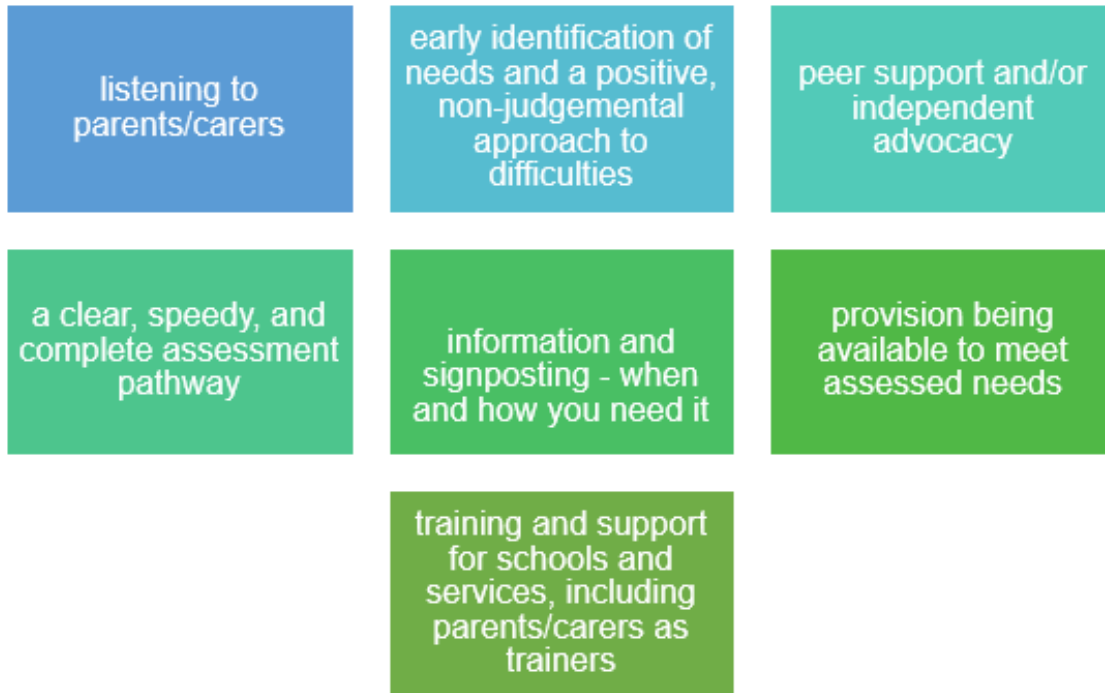 listening to
parents/carers
early identification of
needs and a positive,
non-judgemental
approach to
difficulties
peer support and/or
independent
advocacy
a clear, speedy, and
complete assessment
pathway
information and
signposting - when
and how you need it
provision being
available to meet
assessed needs
training and support
for schools and
services, including
parents/carers as
trainers